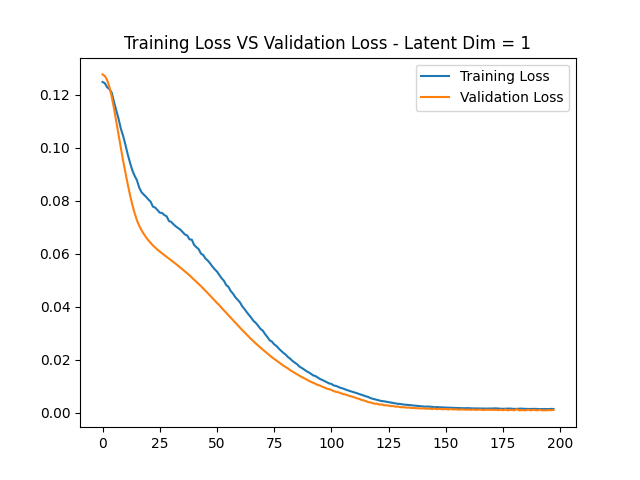 Training Loss VS Validation Loss - Latent Dim = 1
Training Loss
Validation Loss
0.12
0.10
0.08
0.06
0.04
0.02
0.00
0 25 50 75 100 125 150 175 200